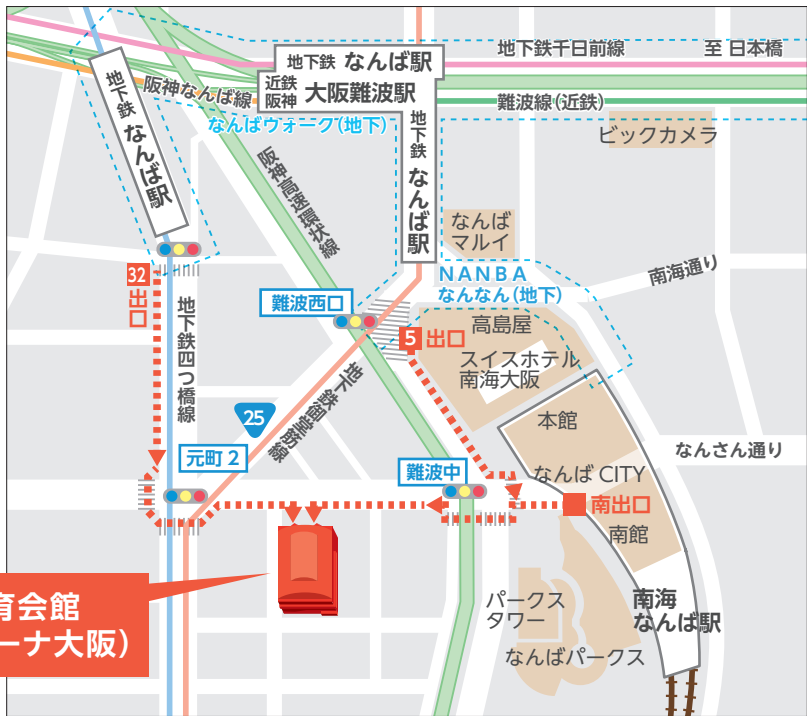 地下鉄 なんば駅
地下鉄千日前線
至 日本橋
近鉄
阪神 大阪難波駅
阪神なんば線
難波線(近鉄)
なんばウォーク(地下)
ビックカメラ
地下鉄 なんば駅
地下鉄 なんば駅
阪神高速環状線
なんば
マルイ
NANBA
なんなん(地下)
南海通り
32
出口
難波西口
5 出口
高島屋
スイスホテル
南海大阪
地下鉄四つ橋線
地下鉄御堂筋線
25
本館
元町 2
難波中
なんば CITY
なんさん通り
南出口
南館
育会館
ーナ大阪)
パークス
タワー
南海
なんば駅
なんばパークス